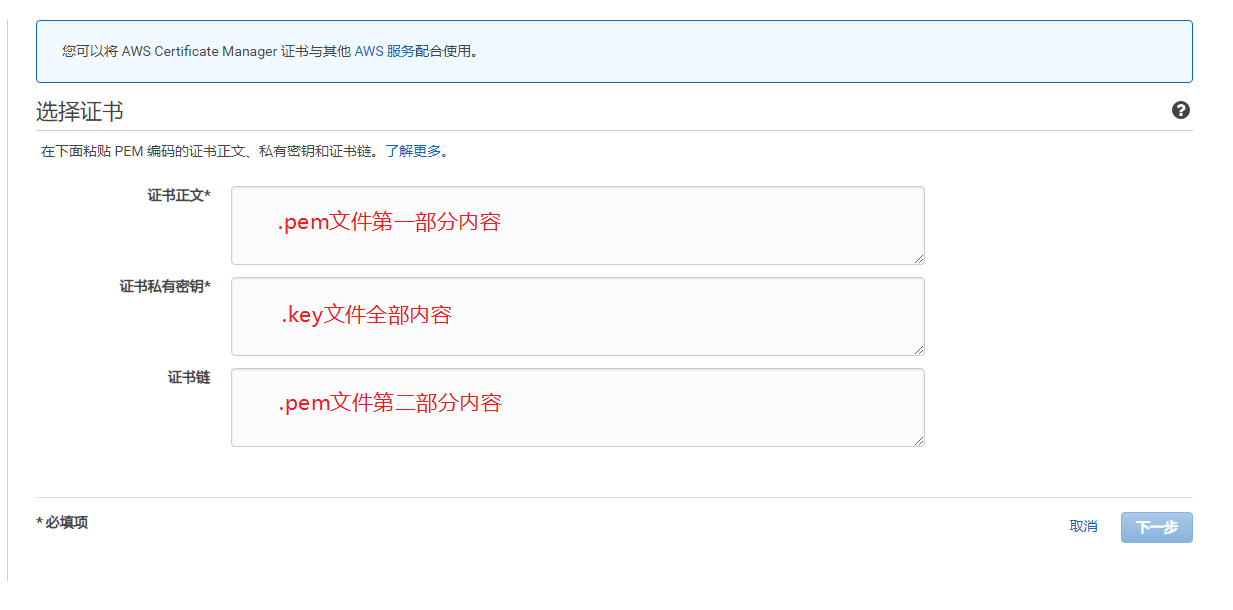 您可以将 AWS Certificate Manager 证书与其他 AWS 服务配合使用。
选择证书
在下面粘贴 PEM 编码的证书正文、私有密钥和证书链。了解更多。
证书正文*
.pem文件第一部分内容
证书私有密钥*
.key文件全部内容
证书链
.pem文件第二部分内容
* 必填项
取消
下一步